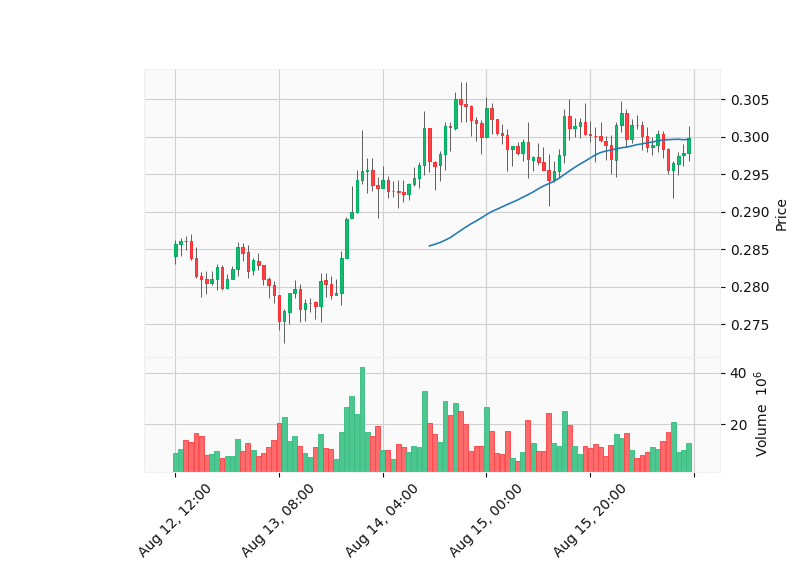 0.305
0.300
0.295
0.290
0.285
0.280
0.275
Price
40
20
Volume 10⁶
Aug 12, 12:00
Aug 13, 08:00
Aug 14, 04:00
Aug 15, 00:00
Aug 15, 20:00